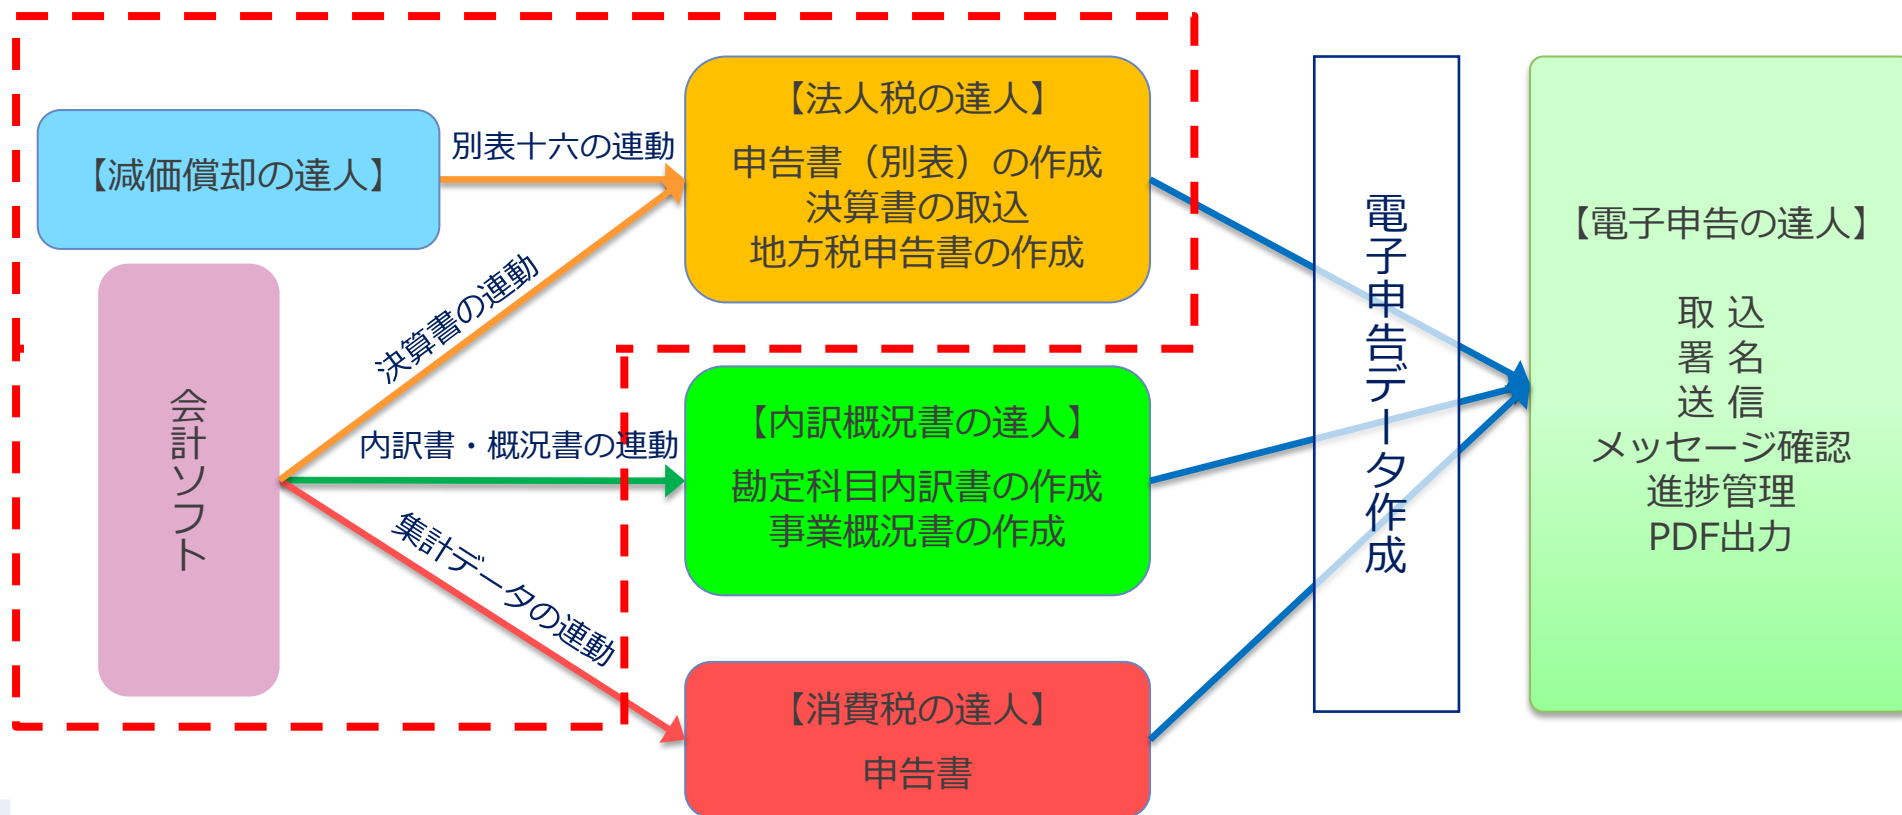 【減価償却の達人】
別表十六の連動
【法人税の達人】
申告書（別表）の作成
決算書の取込
地方税申告書の作成
決算書の連動
会計ソフト
内訳書・概況書の連動
【内訳概況書の達人】
勘定科目内訳書の作成
事業概況書の作成
集計データの連動
【消費税の達人】
申告書
電子申告データ作成
【電子申告の達人】
取 込
署 名
送 信
メッセージ確認
進捗管理
PDF出力